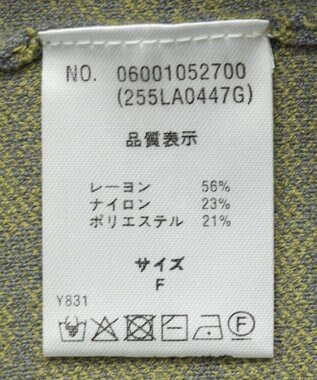 NO. 06001052700
(255LA0447G)
品質表示
レーヨン 56%
ナイロン 23%
ポリエステル 21%
サイズ
F
Y831
F